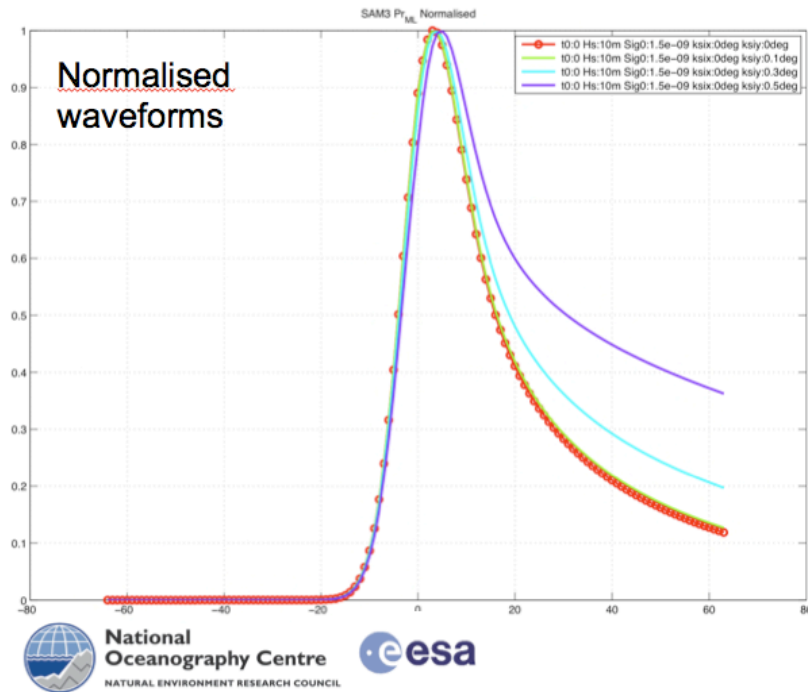 SAM3 Pr_ML Normalised
Normalised
waveforms
t0:0 Hs:10m Sig0:1.5e−09 ksix:0deg ksiy:0deg
t0:0 Hs:10m Sig0:1.5e−09 ksix:0deg ksiy:0.1deg
t0:0 Hs:10m Sig0:1.5e−09 ksix:0deg ksiy:0.3deg
t0:0 Hs:10m Sig0:1.5e−09 ksix:0deg ksiy:0.5deg
1
0.9
0.8
0.7
0.6
0.5
0.4
0.3
0.2
0.1
0
−80 −60 −40 −20 0 20 40 60 80
National
Oceanography Centre
NATURAL ENVIRONMENT RESEARCH COUNCIL
esa